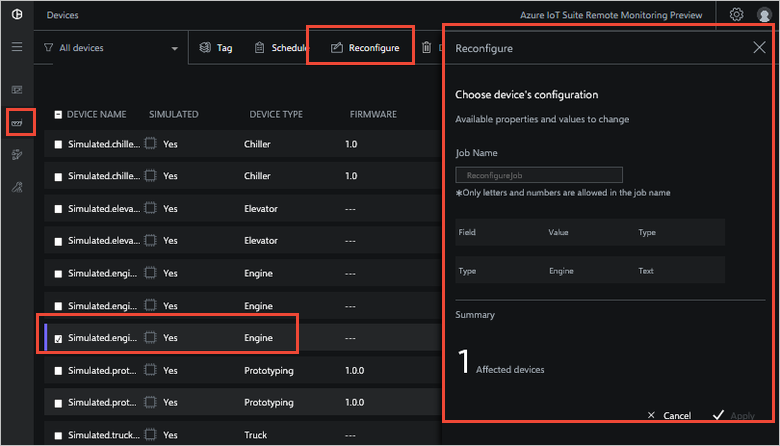 Devices
Azure IoT Suite Remote Monitoring Preview
All devices
Tag
Schedule
Reconfigure
D
DEVICE NAME SIMULATED DEVICE TYPE FIRMWARE
Simulated.chille... Yes Chiller 1.0
Simulated.chille... Yes Chiller 1.0
Simulated.eleva... Yes Elevator ---
Simulated.eleva... Yes Elevator ---
Simulated.engi... Yes Engine ---
Simulated.engi... Yes Engine ---
Simulated.engi... Yes Engine ---
Simulated.prot... Yes Prototyping 1.0.0
Simulated.prot... Yes Prototyping 1.0.0
Simulated.truck... Yes Truck ---
Reconfigure
Choose device's configuration
Available properties and values to change
Job Name
ReconfigureJob
*Only letters and numbers are allowed in the job name
Field Value Type
Type Engine Text
Summary
1 Affected devices
Cancel
Apply